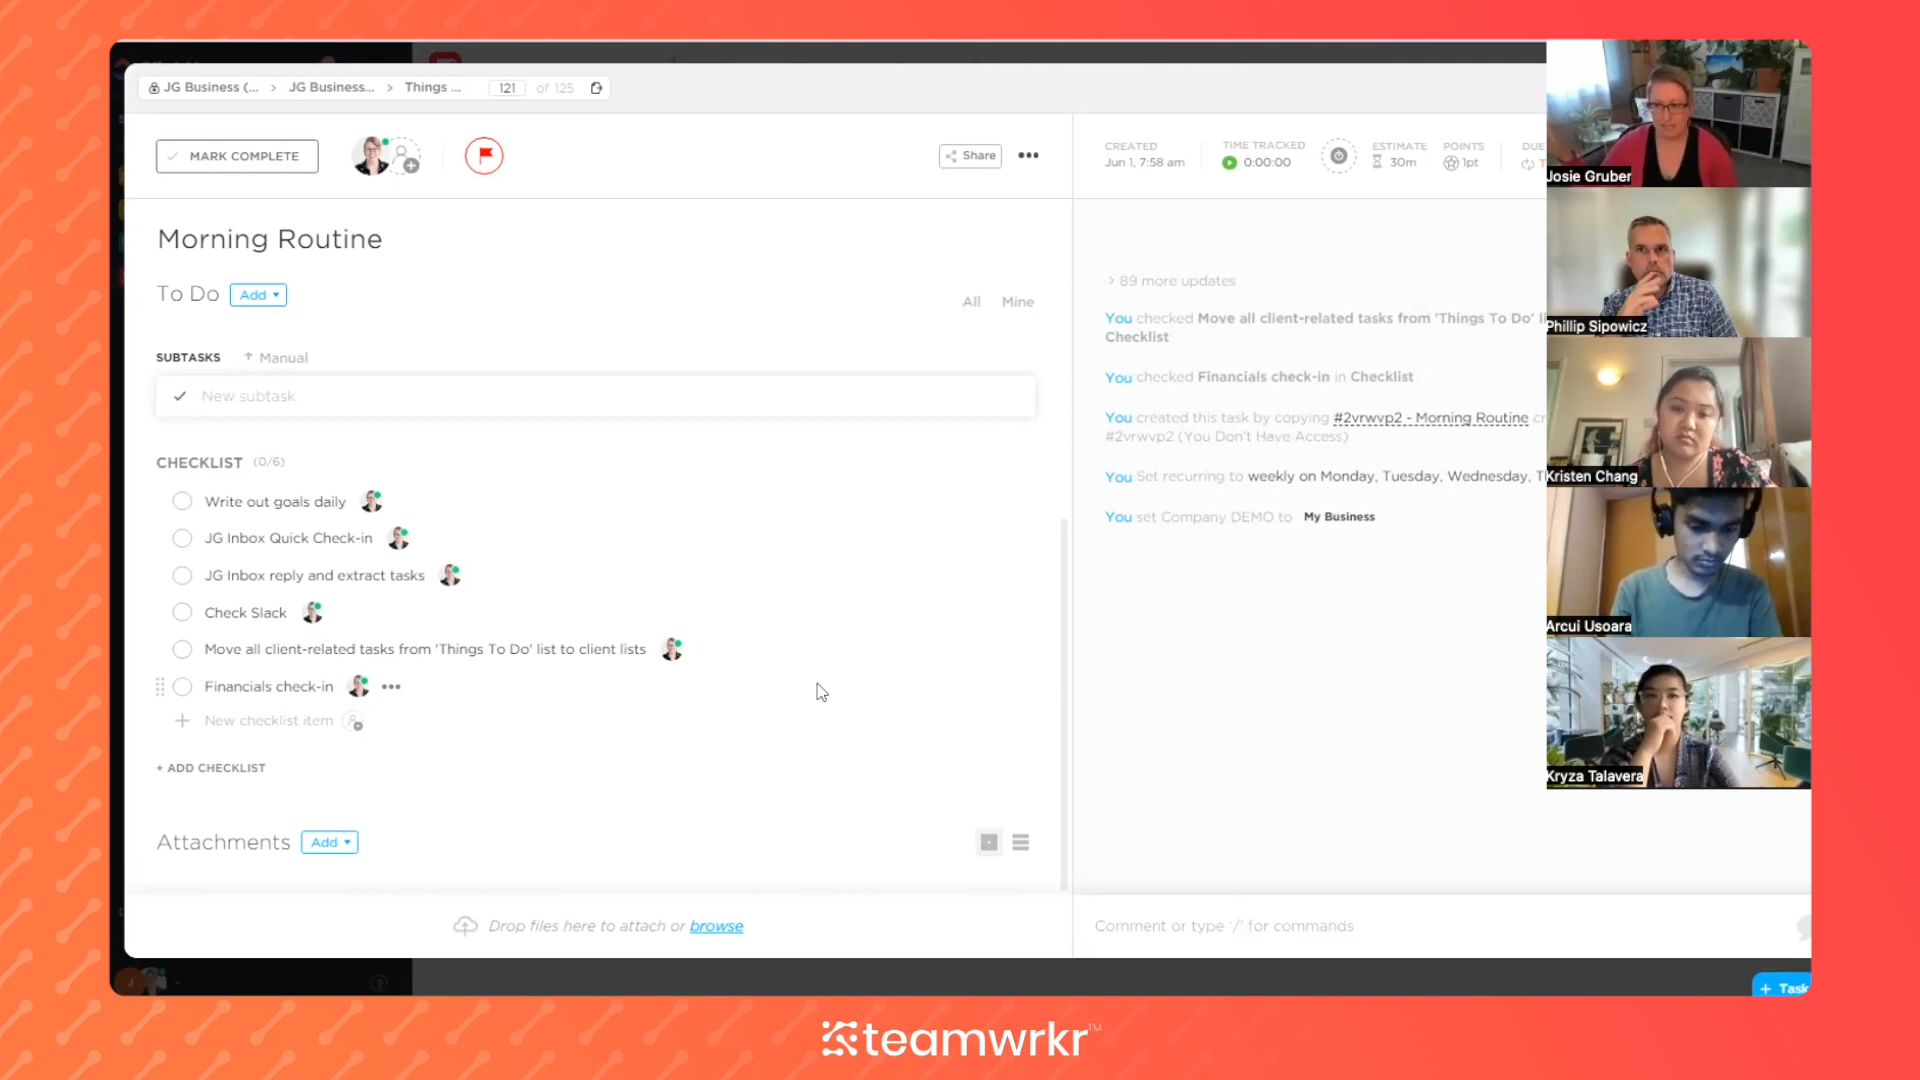 JG Business (... > JG Business... > Things ... 121 of 125
MARK COMPLETE
Share
CREATED
Jun 1, 7:58 am
TIME TRACKED
0:00:00
ESTIMATE
30m
POINTS
1pt
DUE
Morning Routine
To Do Add
All Mine
SUBTASKS Manual
New subtask
CHECKLIST (0/6)
Write out goals daily
JG Inbox Quick Check-in
JG Inbox reply and extract tasks
Check Slack
Move all client-related tasks from 'Things To Do' list to client lists
Financials check-in
+ New checklist item
+ ADD CHECKLIST
Attachments Add
Drop files here to attach or browse
> 89 more updates
You checked Move all client-related tasks from 'Things To Do'
Checklist
You checked Financials check-in in Checklist
You created this task by copying #2vrwvp2 - Morning Routine
#2vrwvp2 (You Don't Have Access)
You Set recurring to weekly on Monday, Tuesday, Wednesday,
You set Company DEMO to My Business
Comment or type '/' for commands
Josie Gruber
Phillip Sipowicz
Kristen Chang
Arcui Usoara
Kryza Talavera
+ Task
teamwrkr™